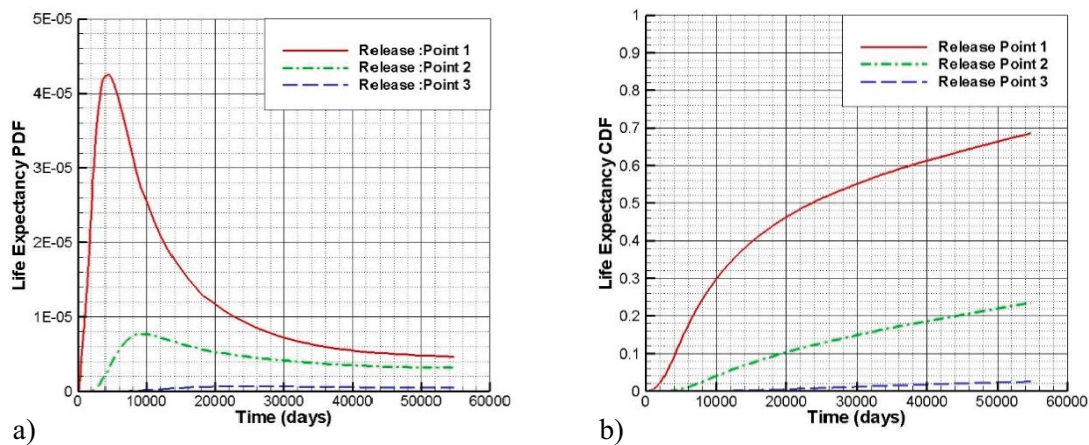 5E-05
4E-05
3E-05
2E-05
1E-05
0
Life Expectancy PDF
Release :Point 1
Release :Point 2
Release :Point 3
0 10000 20000 30000 40000 50000 60000
Time (days)
a)
1
0.9
0.8
0.7
0.6
0.5
0.4
0.3
0.2
0.1
0
Life Expectancy CDF
Release Point 1
Release Point 2
Release Point 3
0 10000 20000 30000 40000 50000 60000
Time (days)
b)